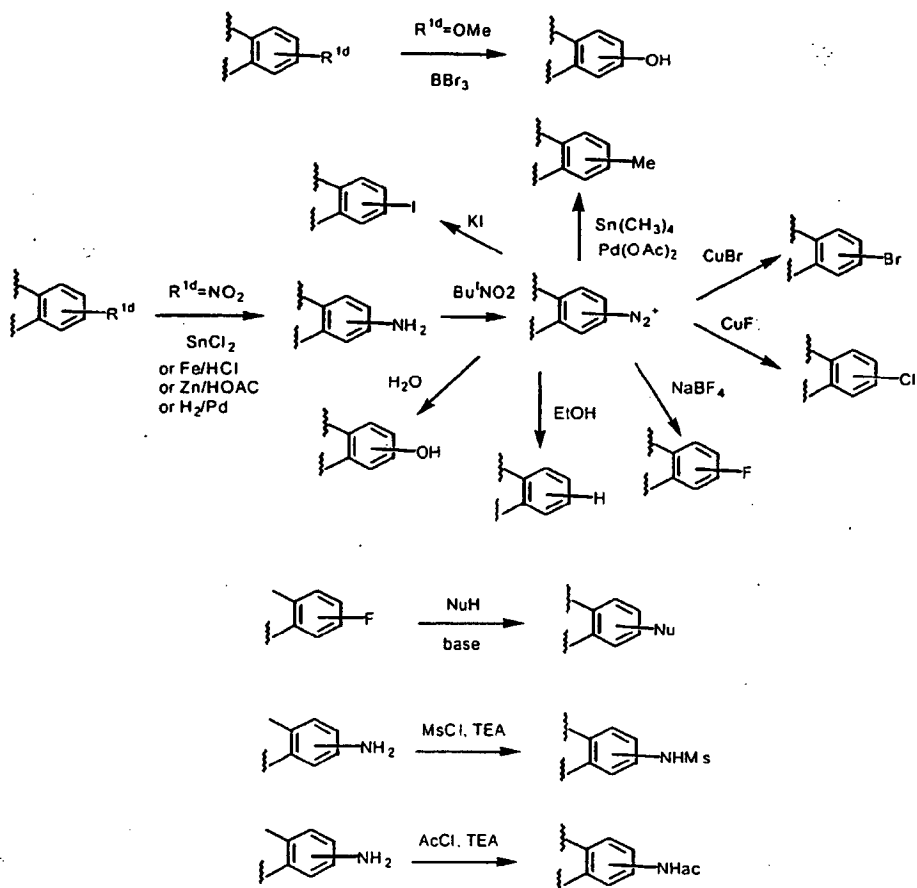 R1d=OMe
R1d
BBr3
OH
Me
I
KI
Sn(CH3)4
Pd(OAc)2
CuBr
Br
R1d
R1d=NO2
SnCl2
or Fe/HCl
or Zn/HOAC
or H2/Pd
NH2
ButNO2
N2+
CuF
Cl
H2O
OH
EtOH
H
NaBF4
F
F
NuH
base
Nu
NH2
MsCl, TEA
NHMs
NH2
AcCl, TEA
NHac